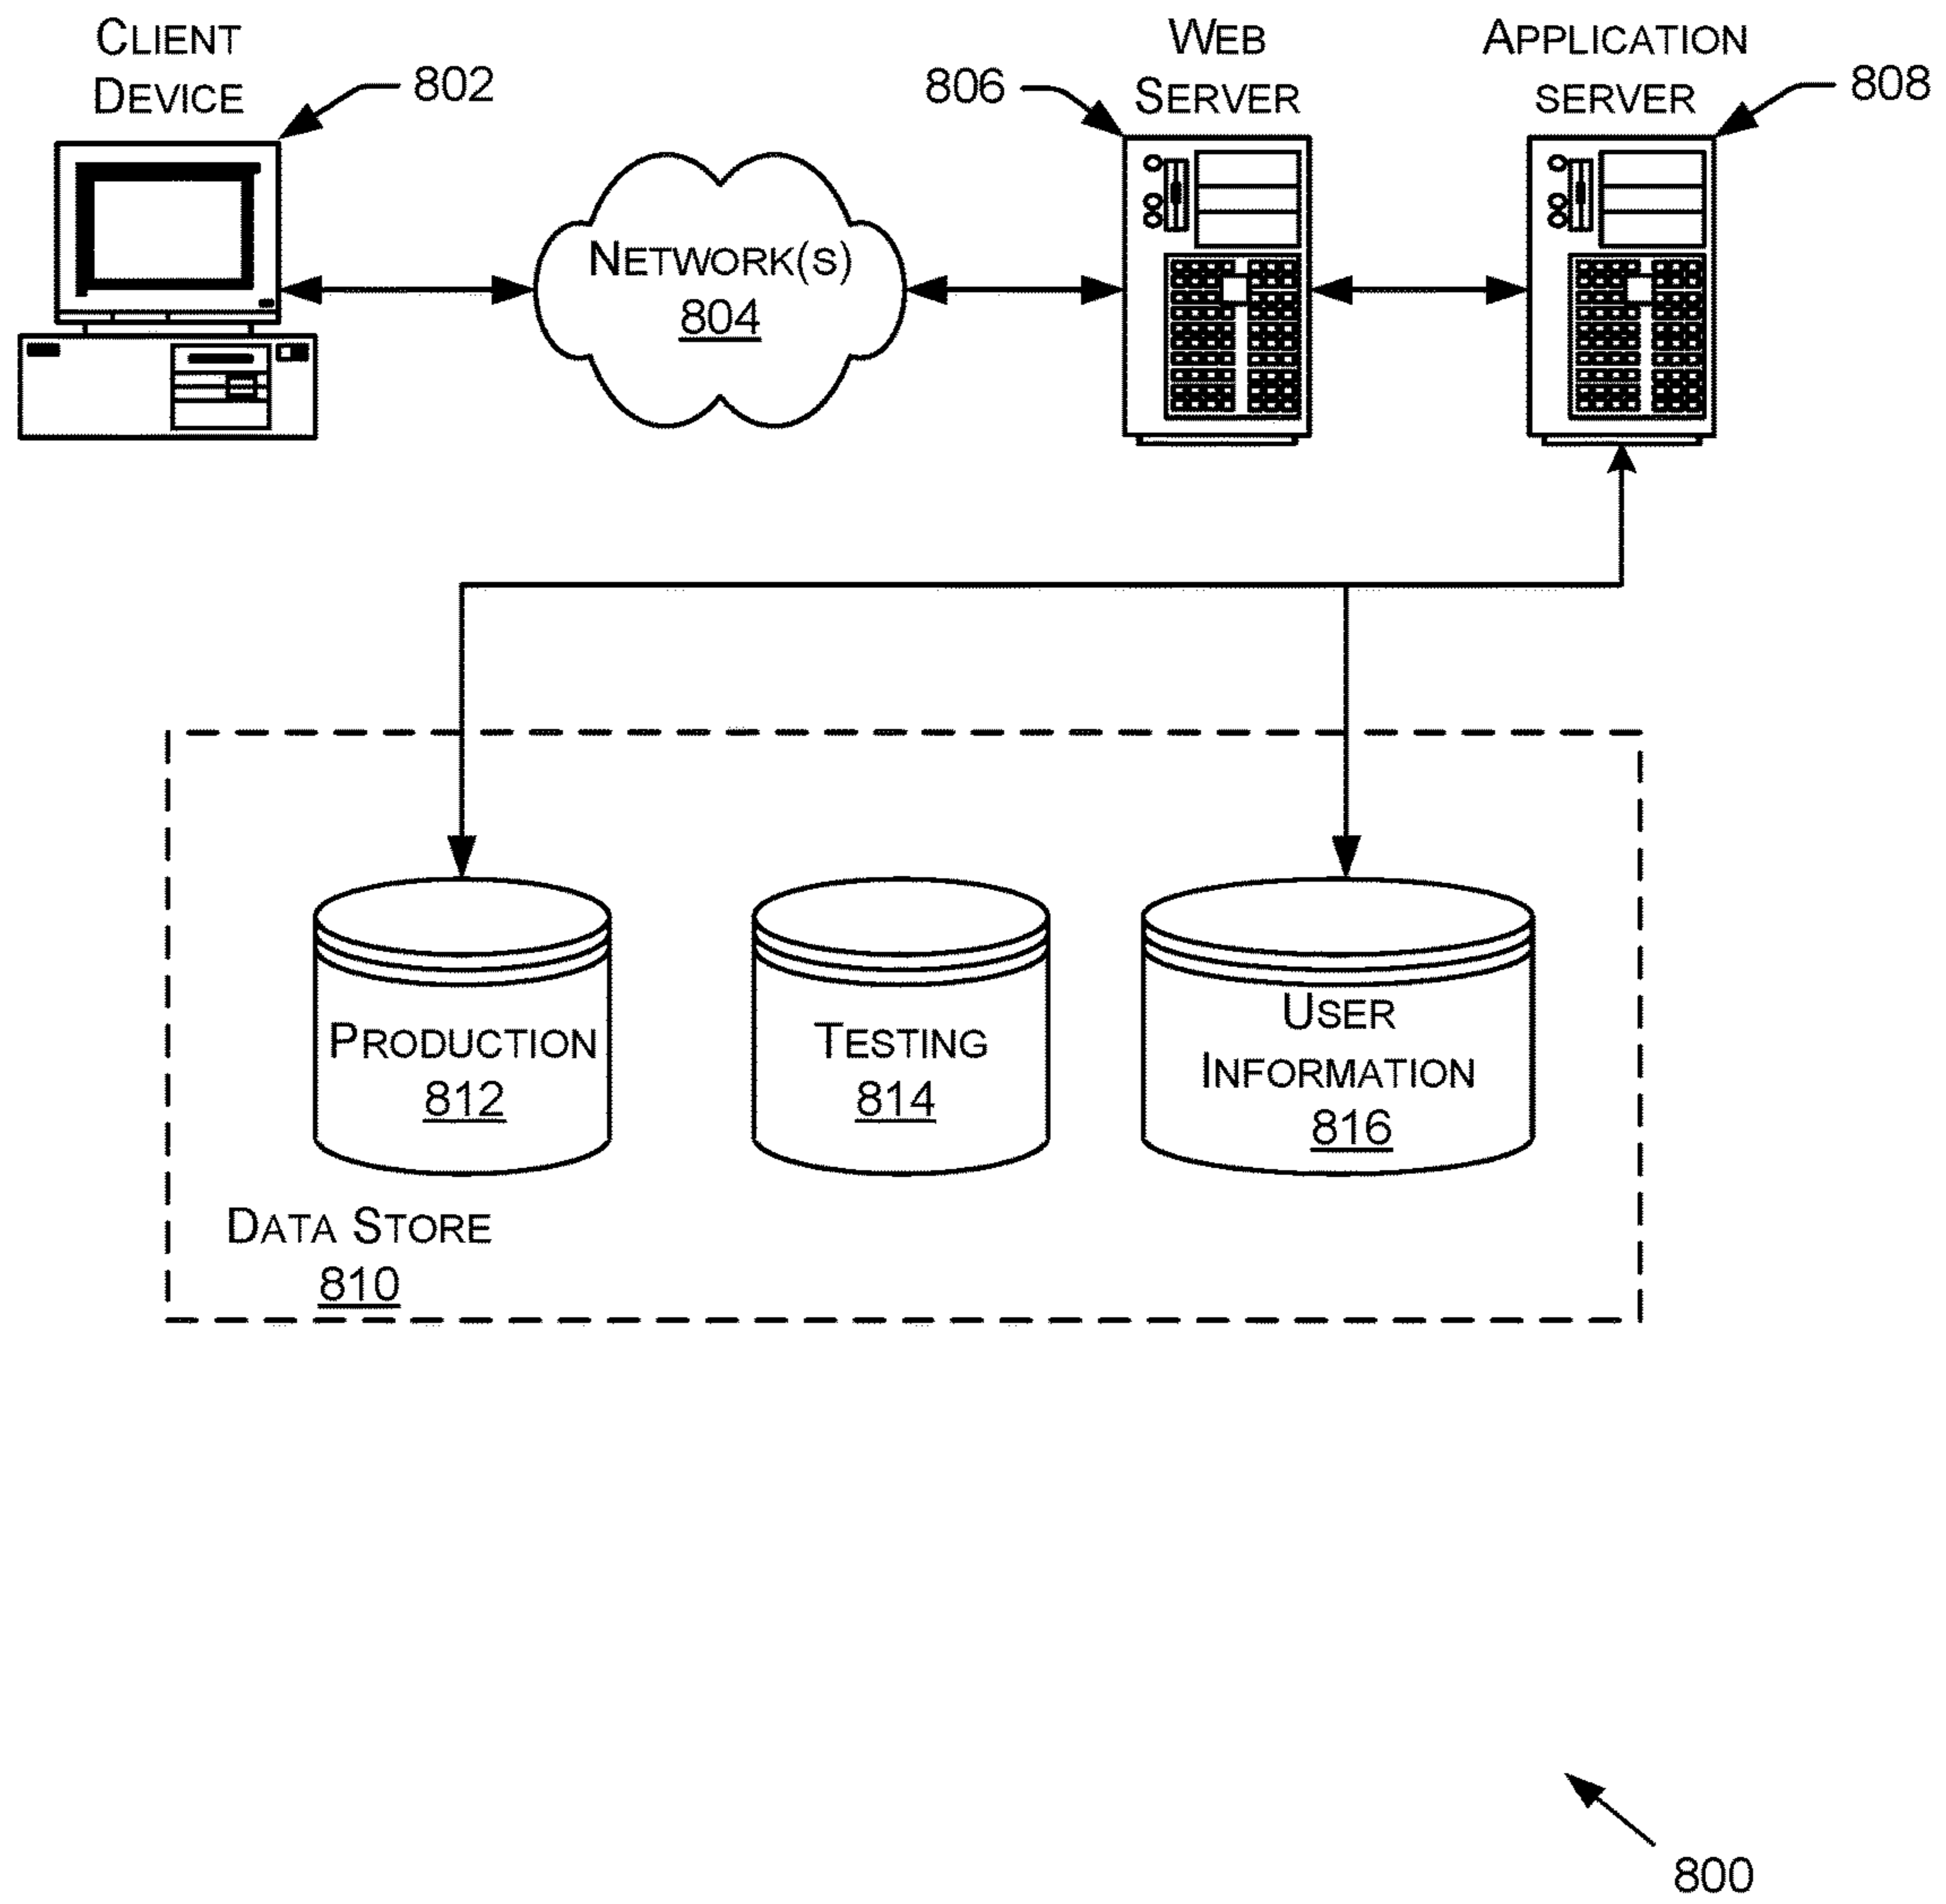 CLIENT
DEVICE
802
NETWORK(S)
804
806
WEB
SERVER
APPLICATION
SERVER
808
PRODUCTION
812
TESTING
814
USER
INFORMATION
816
DATA STORE
810
800